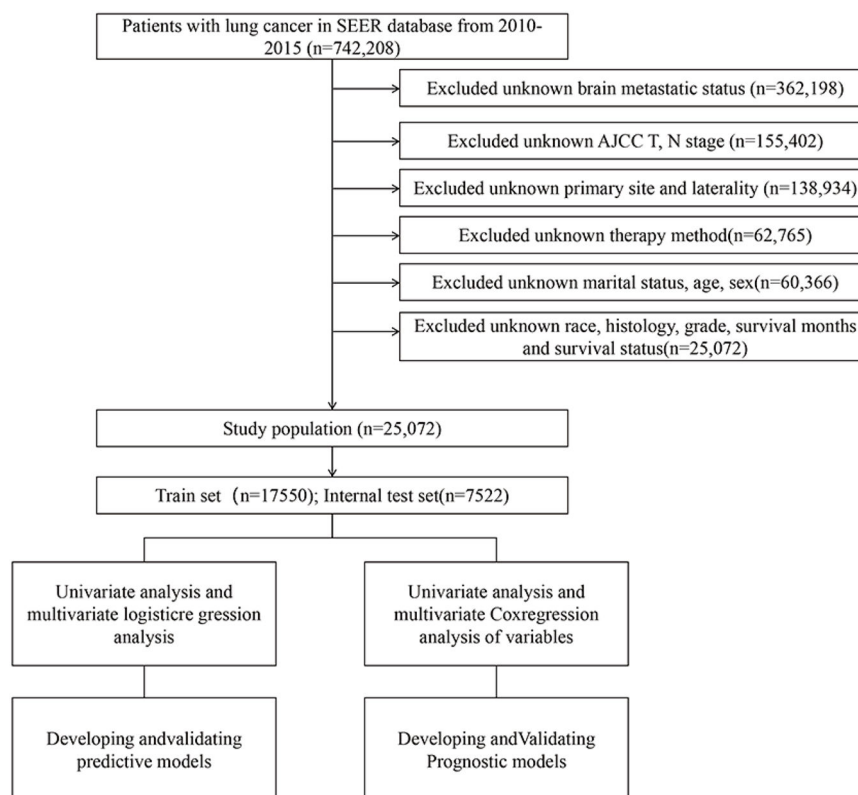 Patients with lung cancer in SEER database from 2010-
2015 (n=742,208)
Excluded unknown brain metastatic status (n=362,198)
Excluded unknown AJCC T, N stage (n=155,402)
Excluded unknown primary site and laterality (n=138,934)
Excluded unknown therapy method(n=62,765)
Excluded unknown marital status, age, sex(n=60,366)
Excluded unknown race, histology, grade, survival months
and survival status(n=25,072)
Study population (n=25,072)
Train set（n=17550); Internal test set(n=7522)
Univariate analysis and
multivariate logisticre gression
analysis
Univariate analysis and
multivariate Coxregression
analysis of variables
Developing andvalidating
predictive models
Developing andValidating
Prognostic models